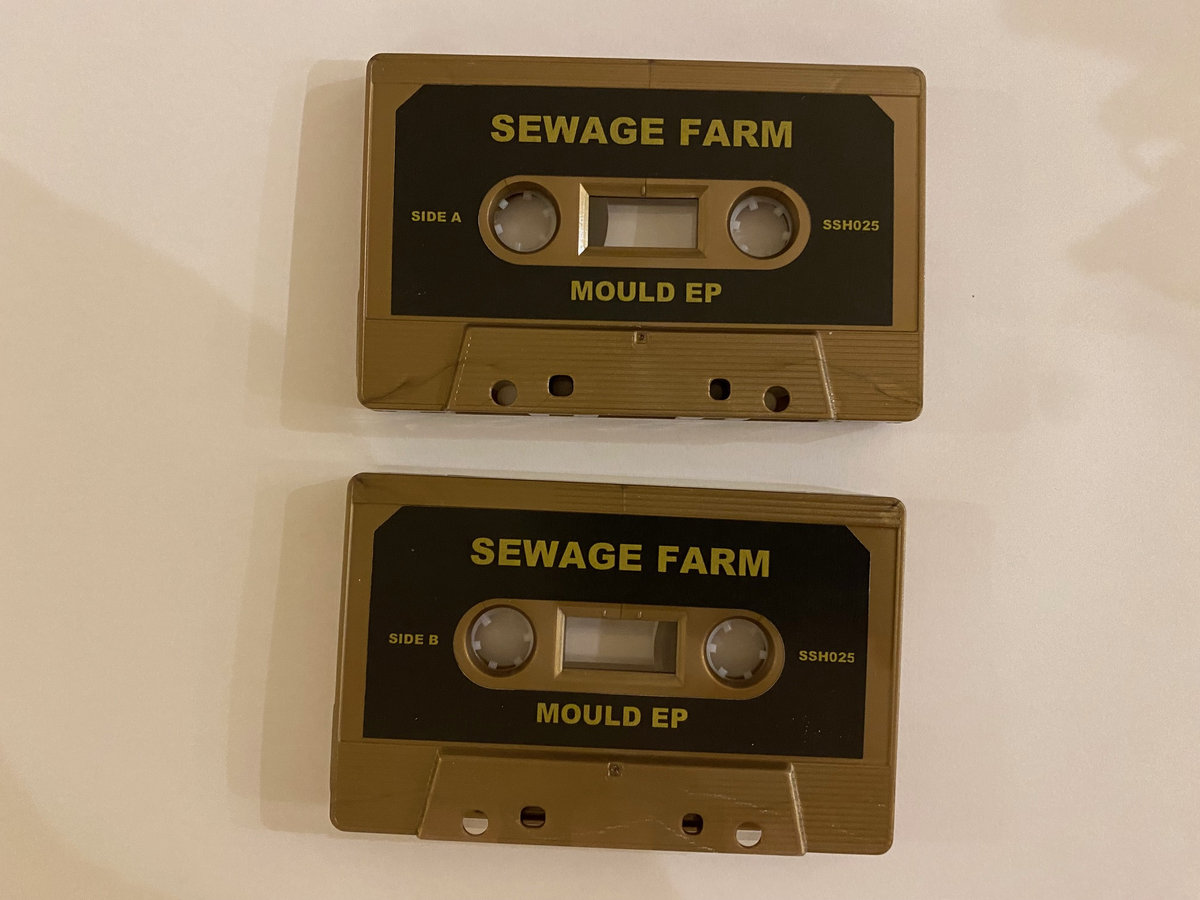 SEWAGE FARM
SIDE A
SSH025
MOULD EP
SEWAGE FARM
SIDE B
SSH025
MOULD EP